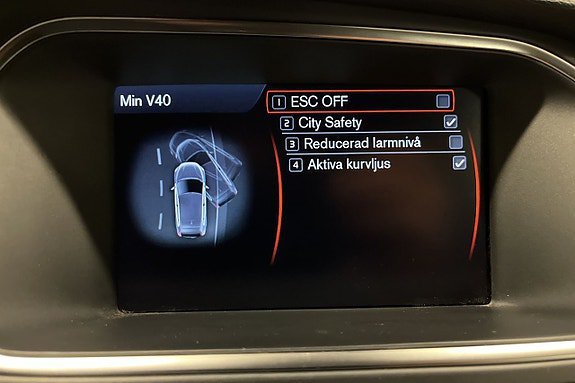 Min V40
1 ESC OFF
2 City Safety
3 Reducerad larmnivå
4 Aktiva kurvljus